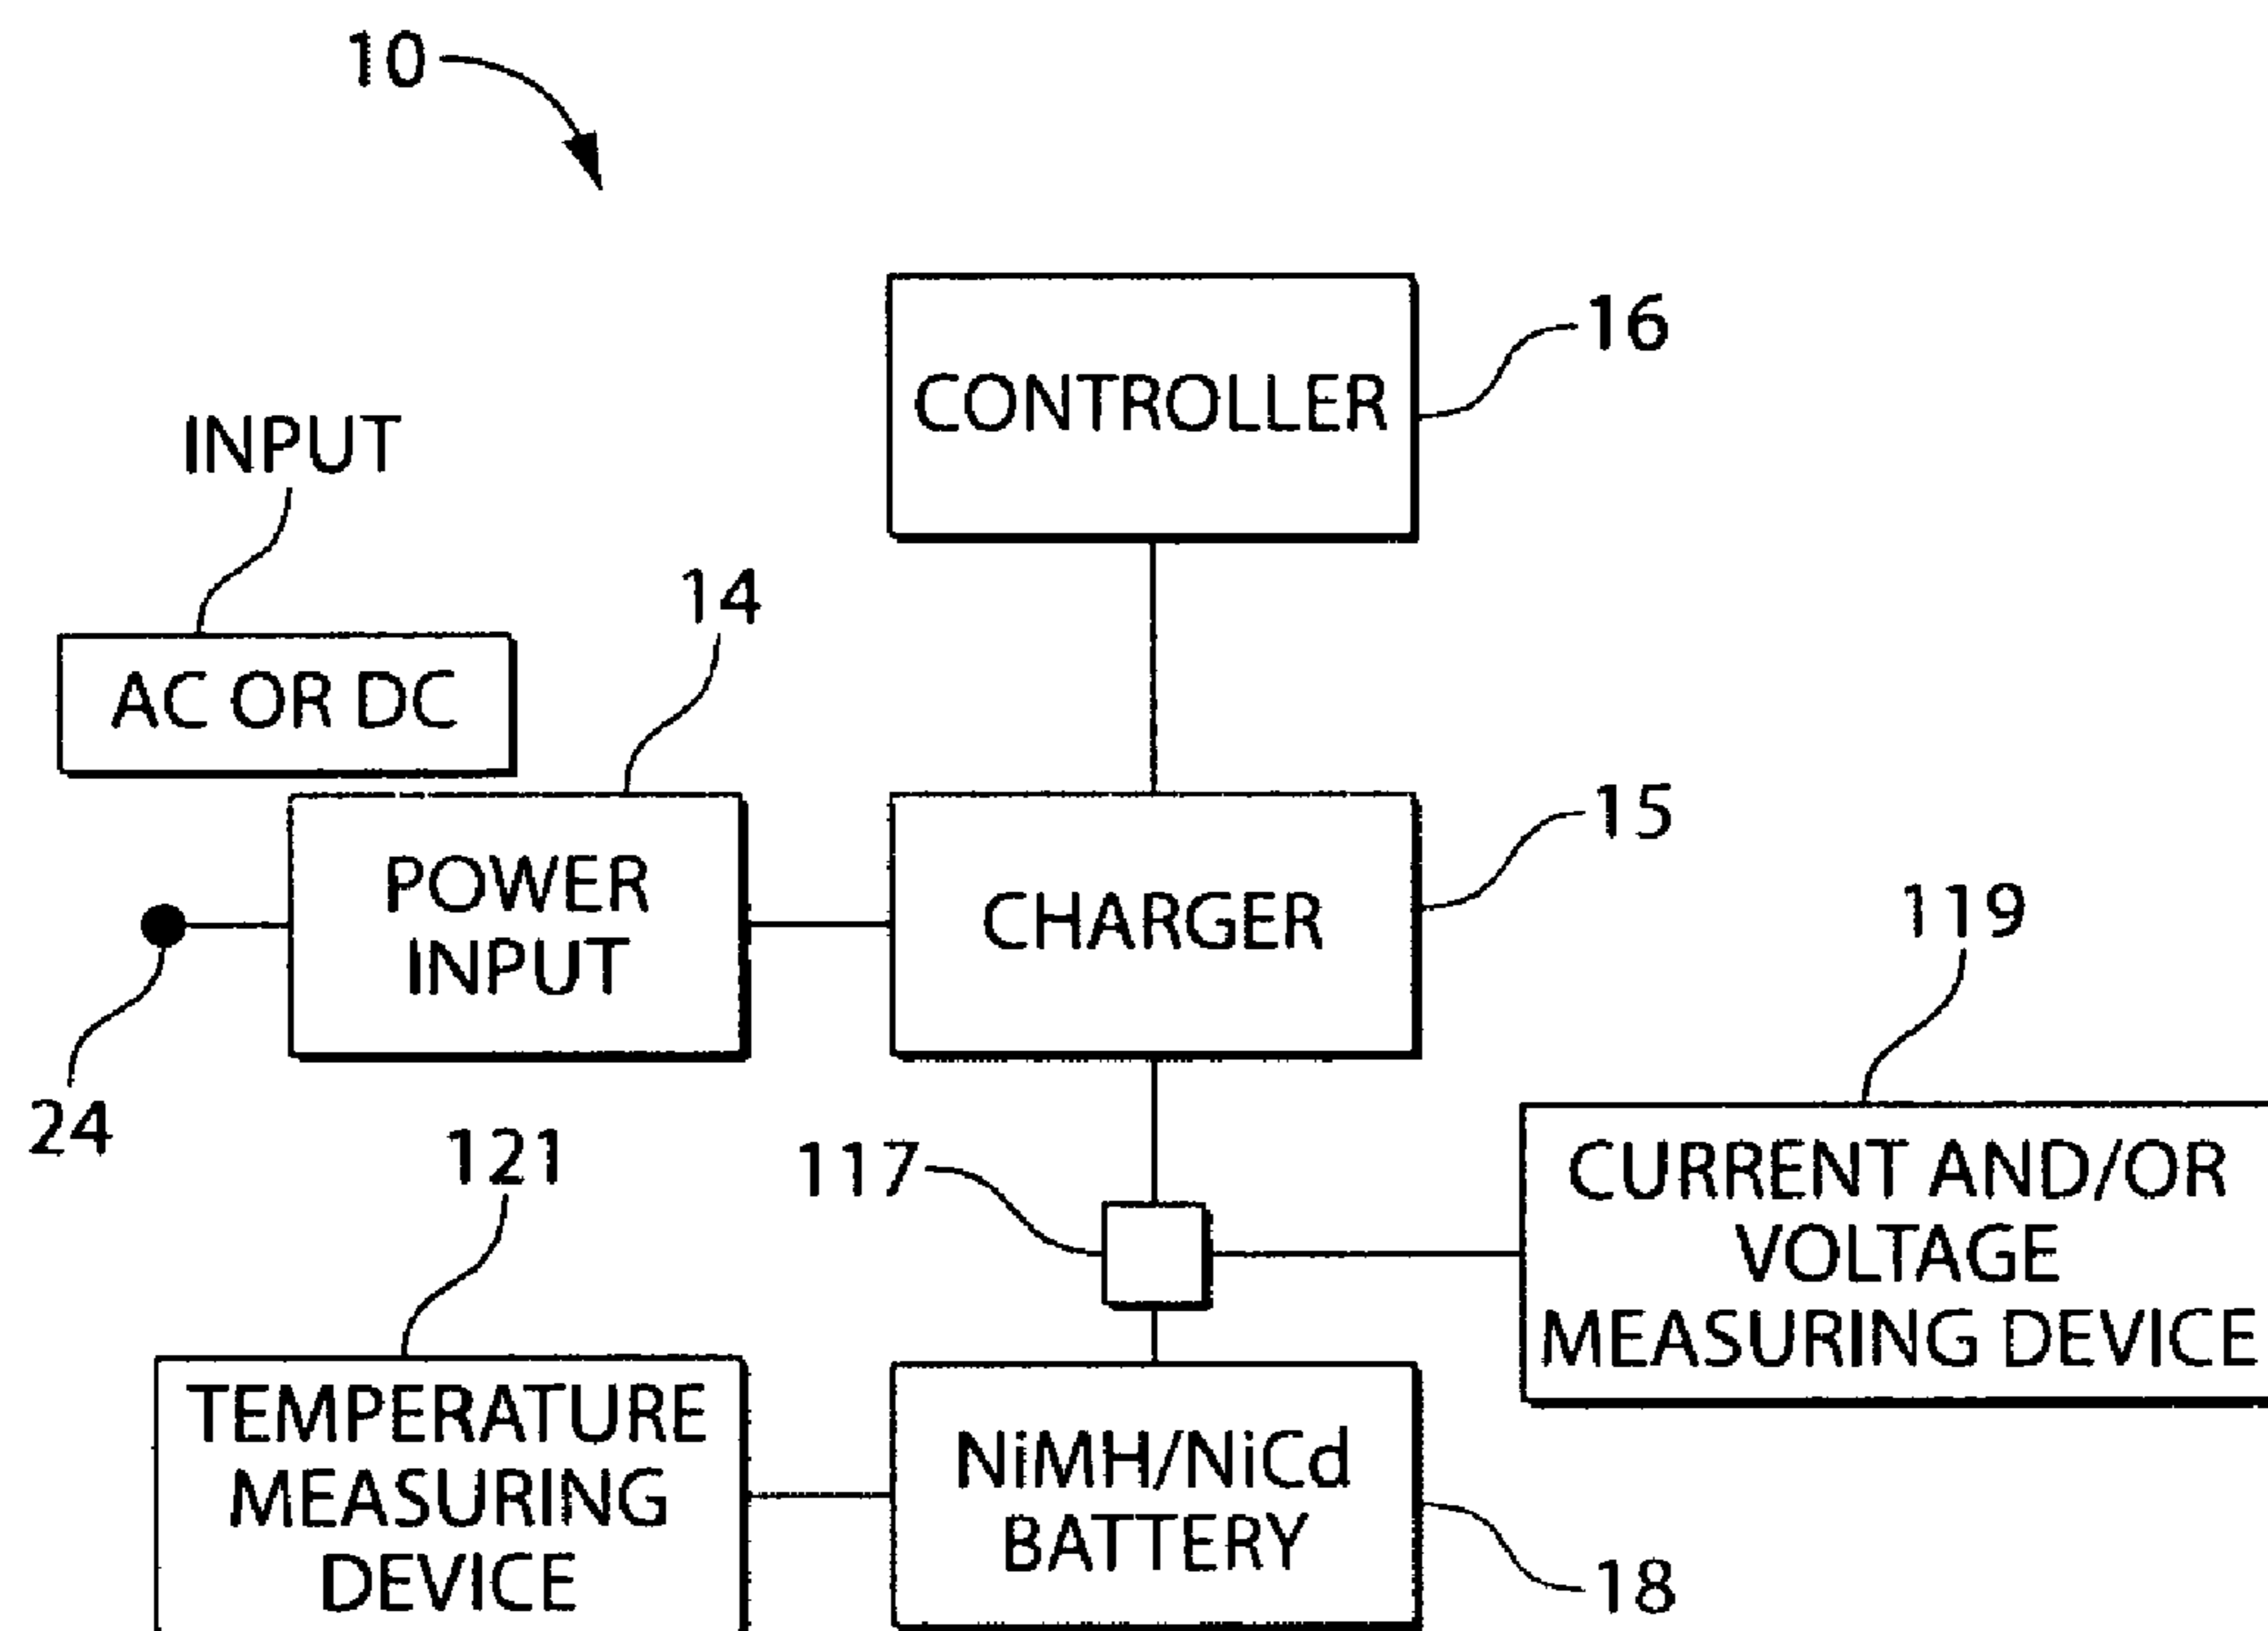 10
CONTROLLER
16
INPUT
14
AC OR DC
15
POWER
INPUT
CHARGER
119
24
121
117
CURRENT AND/OR
VOLTAGE
MEASURING DEVICE
TEMPERATURE
MEASURING
DEVICE
NiMH/NiCd
BATTERY
18